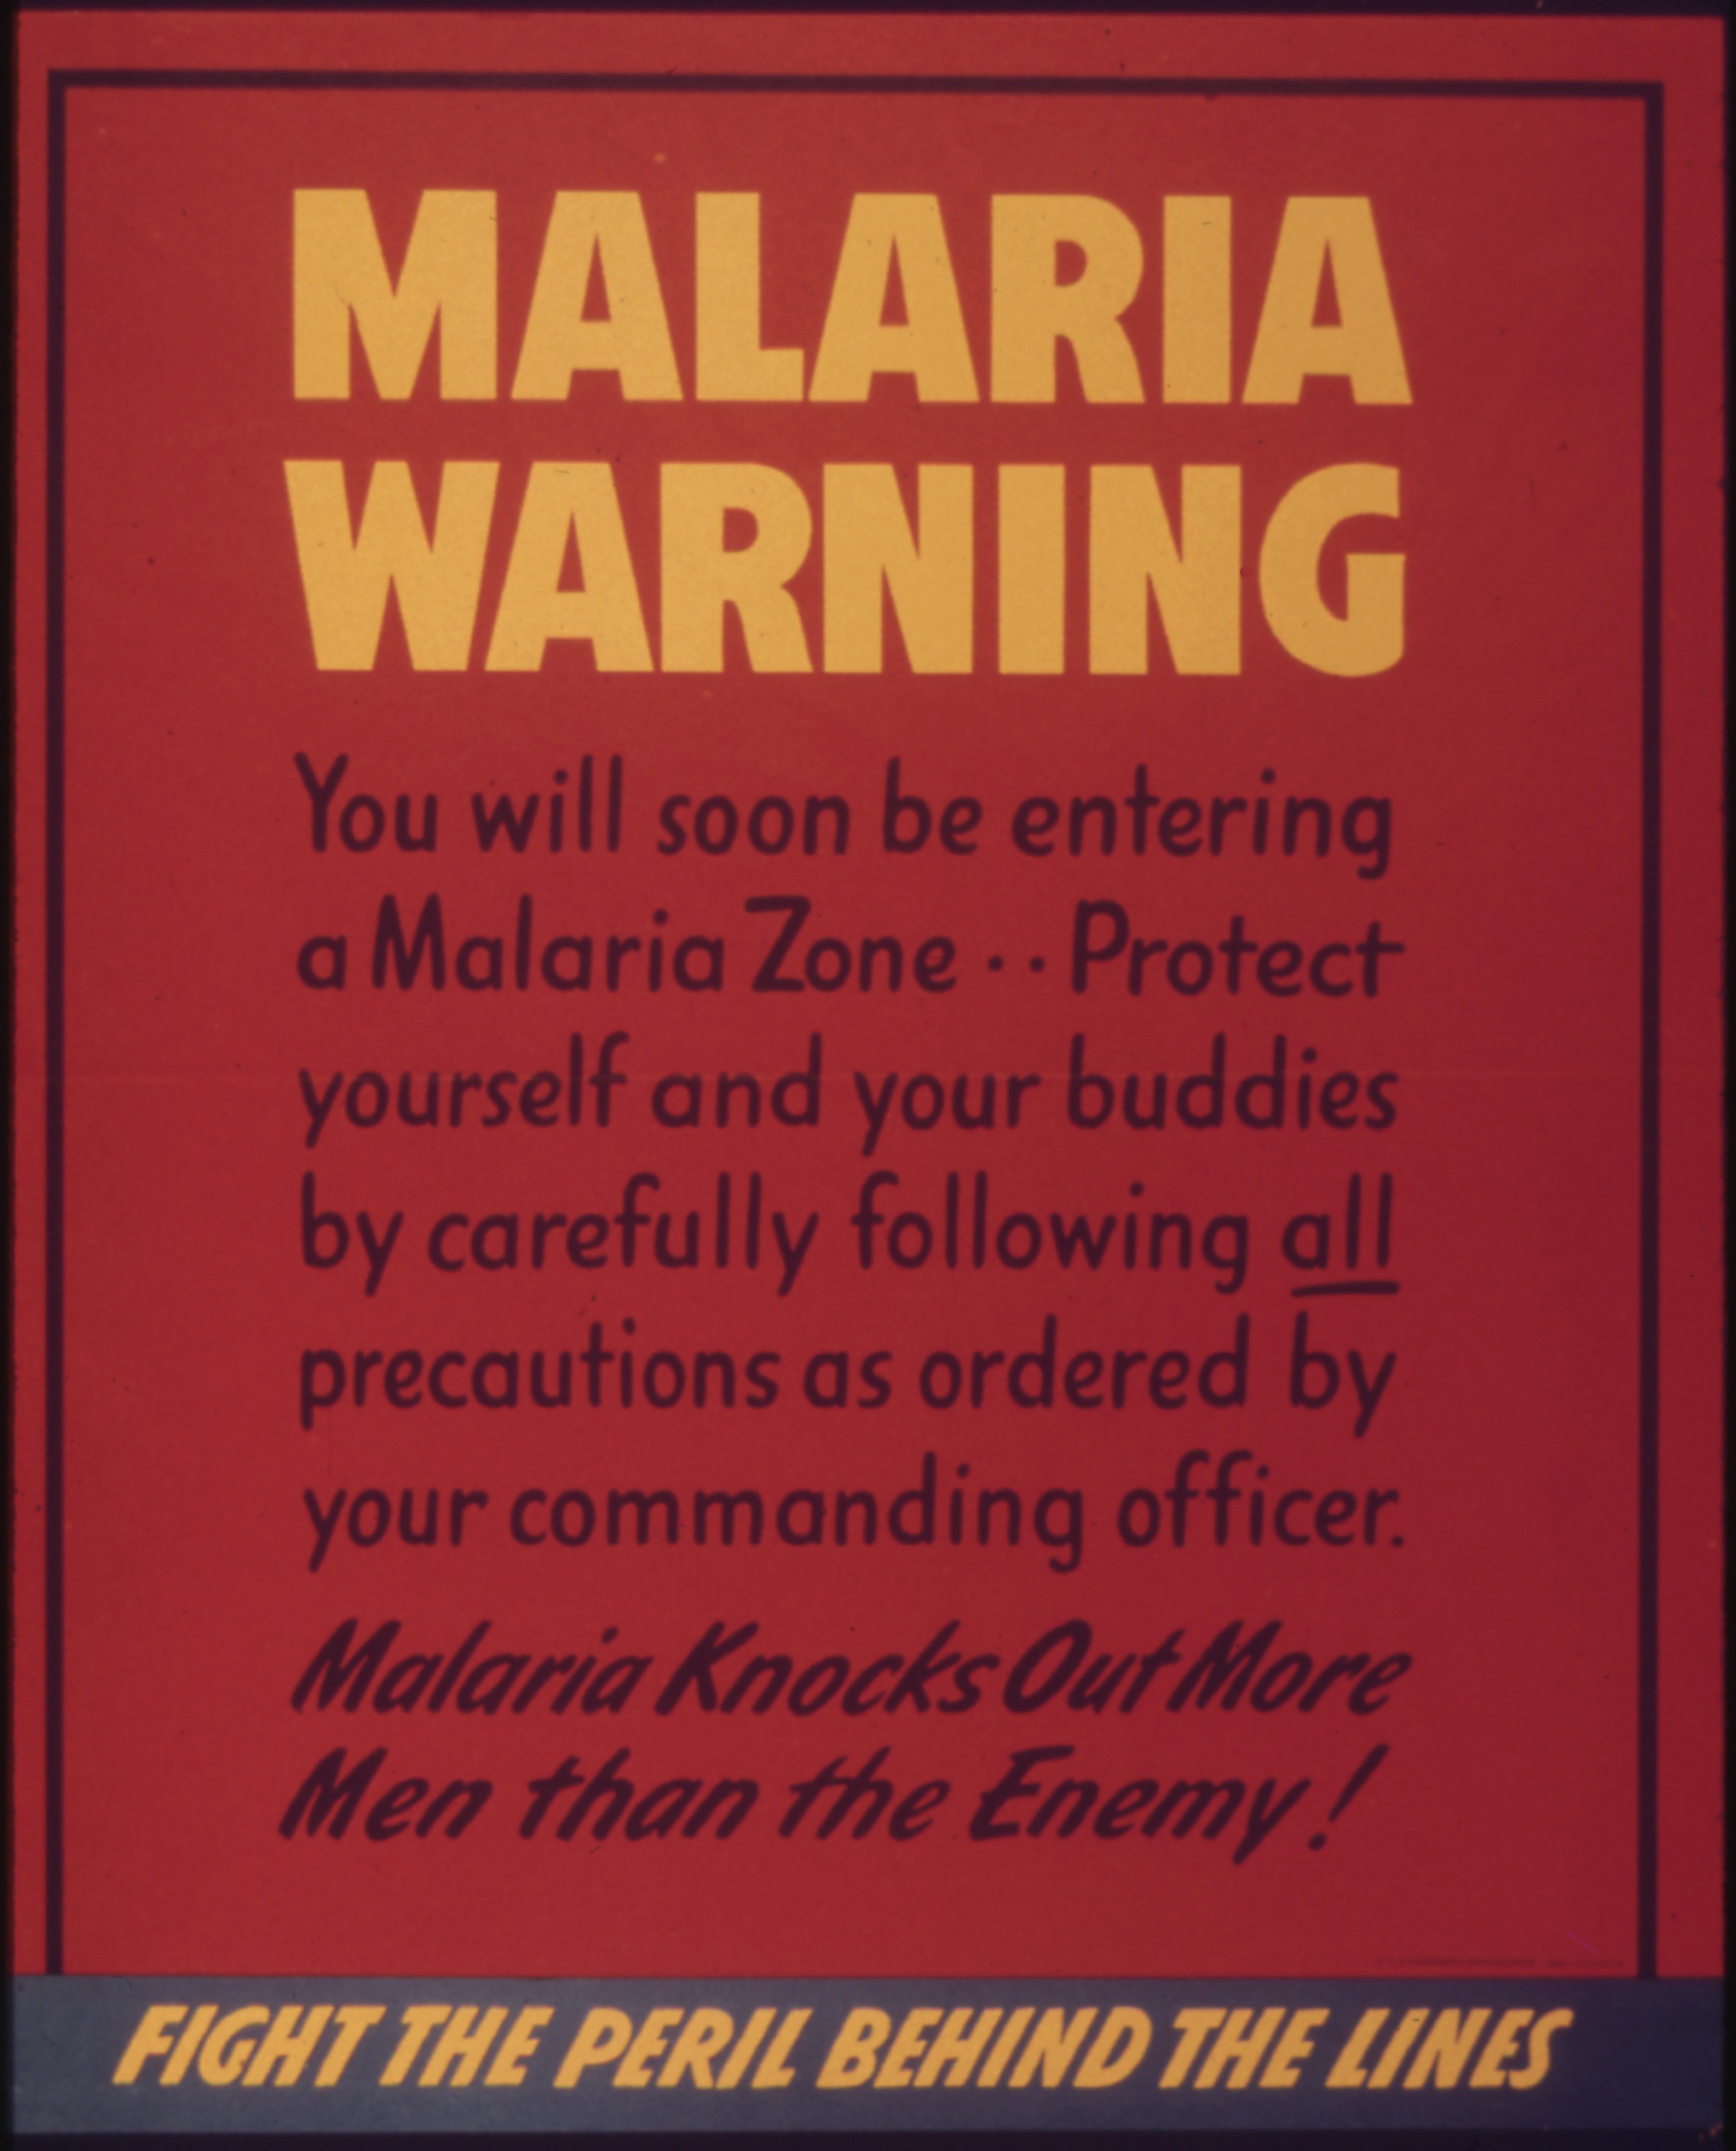 MALARIA
WARNING
You will soon be entering
a Malaria Zone · · Protect
yourself and your buddies
by carefully following all
precautions as ordered by
your commanding officer.
Malaria Knocks Out More
Men than the Enemy!
FIGHT THE PERIL BEHIND THE LINES